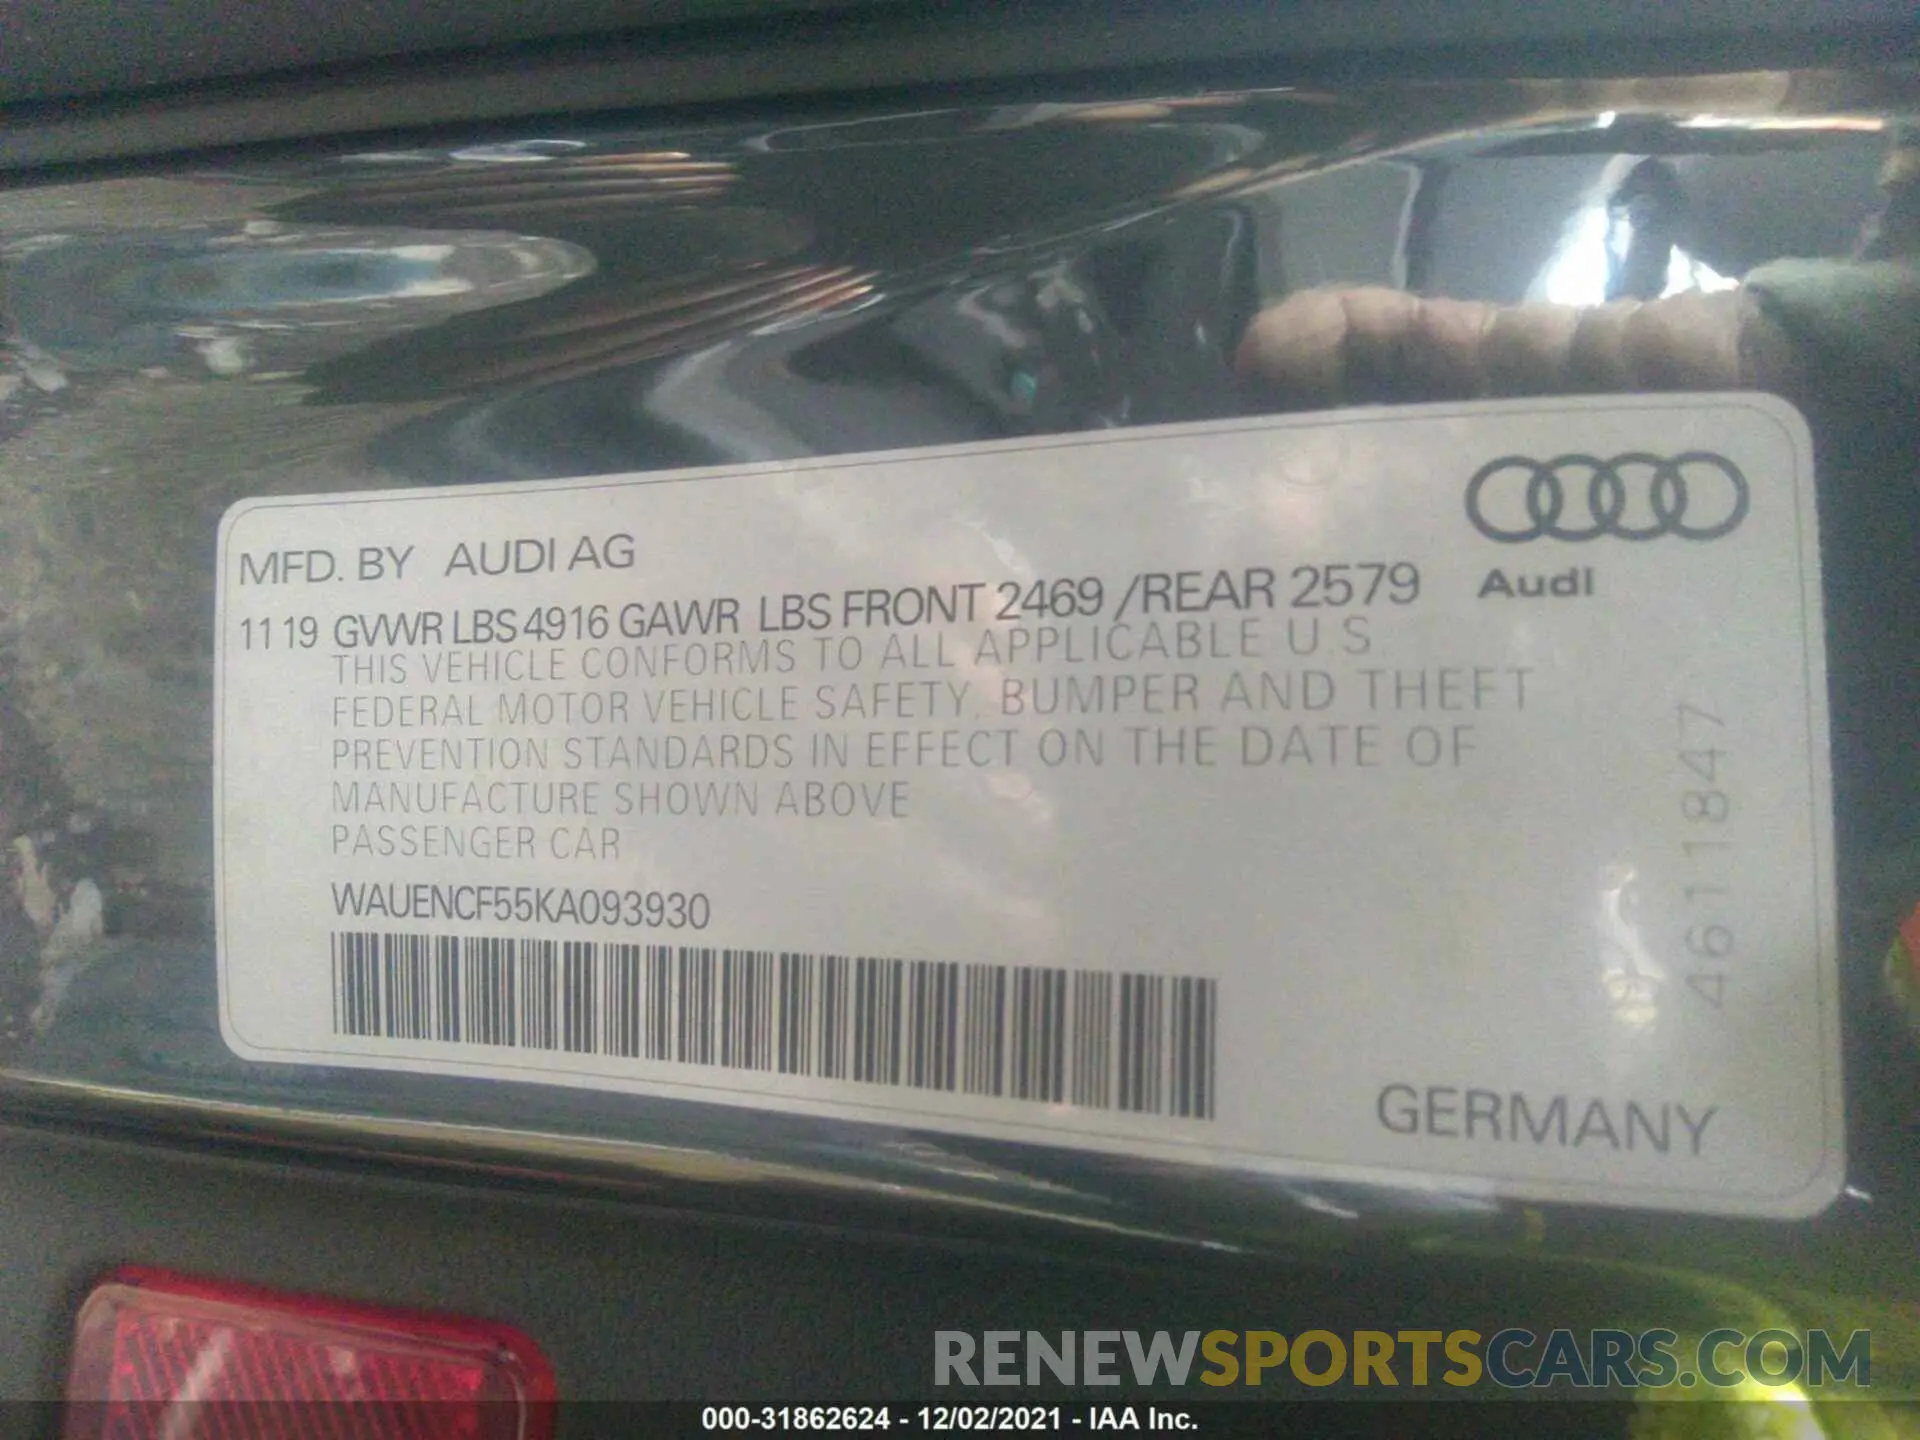 MFD. BY AUDI AG
Audi
11 19 GVWR LBS 4916 GAWR LBS FRONT 2469 /REAR 2579
THIS VEHICLE CONFORMS TO ALL APPLICABLE U.S
FEDERAL MOTOR VEHICLE SAFETY, BUMPER AND THEFT
PREVENTION STANDARDS IN EFFECT ON THE DATE OF
MANUFACTURE SHOWN ABOVE
PASSENGER CAR
WAUENCF55KA093930
4611847
GERMANY
RENEWSPORTSCARS.COM
000-31862624 - 12/02/2021 - IAA Inc.